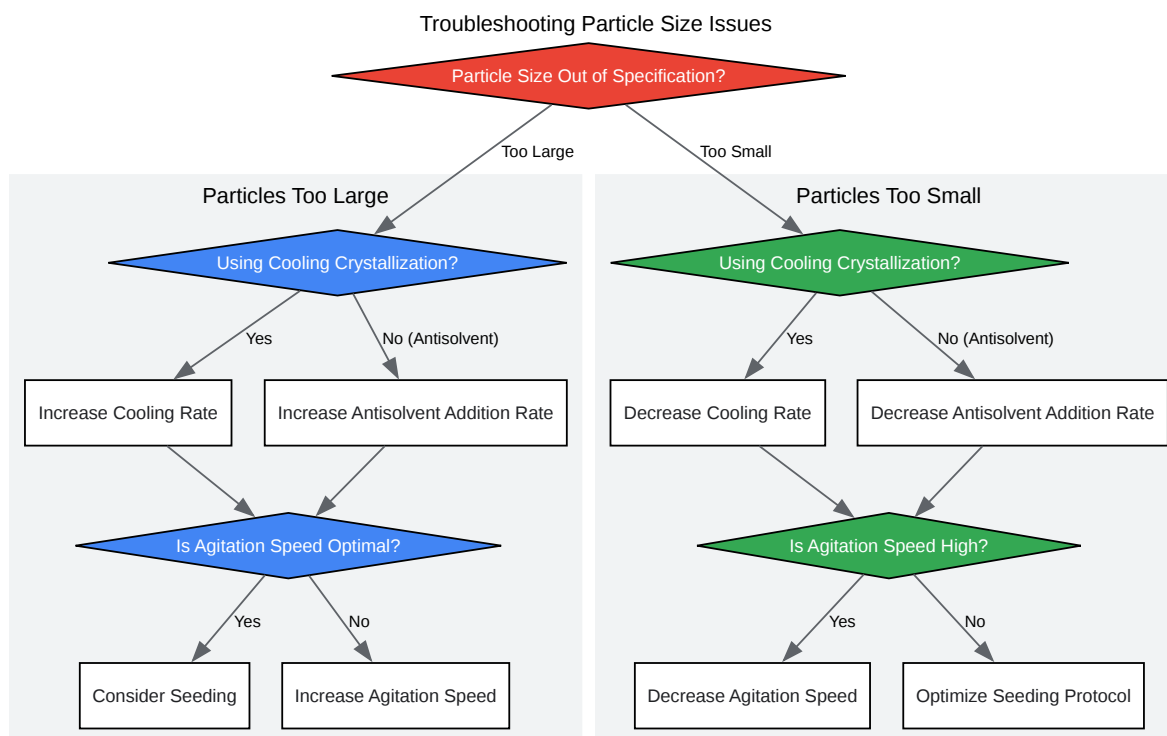 Troubleshooting Particle Size Issues
Particle Size Out of Specification?
Too Large
Too Small
Particles Too Large
Using Cooling Crystallization?
Yes
No (Antisolvent)
Increase Cooling Rate
Increase Antisolvent Addition Rate
Is Agitation Speed Optimal?
Yes
No
Consider Seeding
Increase Agitation Speed
Particles Too Small
Using Cooling Crystallization?
Yes
No (Antisolvent)
Decrease Cooling Rate
Decrease Antisolvent Addition Rate
Is Agitation Speed High?
Yes
No
Decrease Agitation Speed
Optimize Seeding Protocol